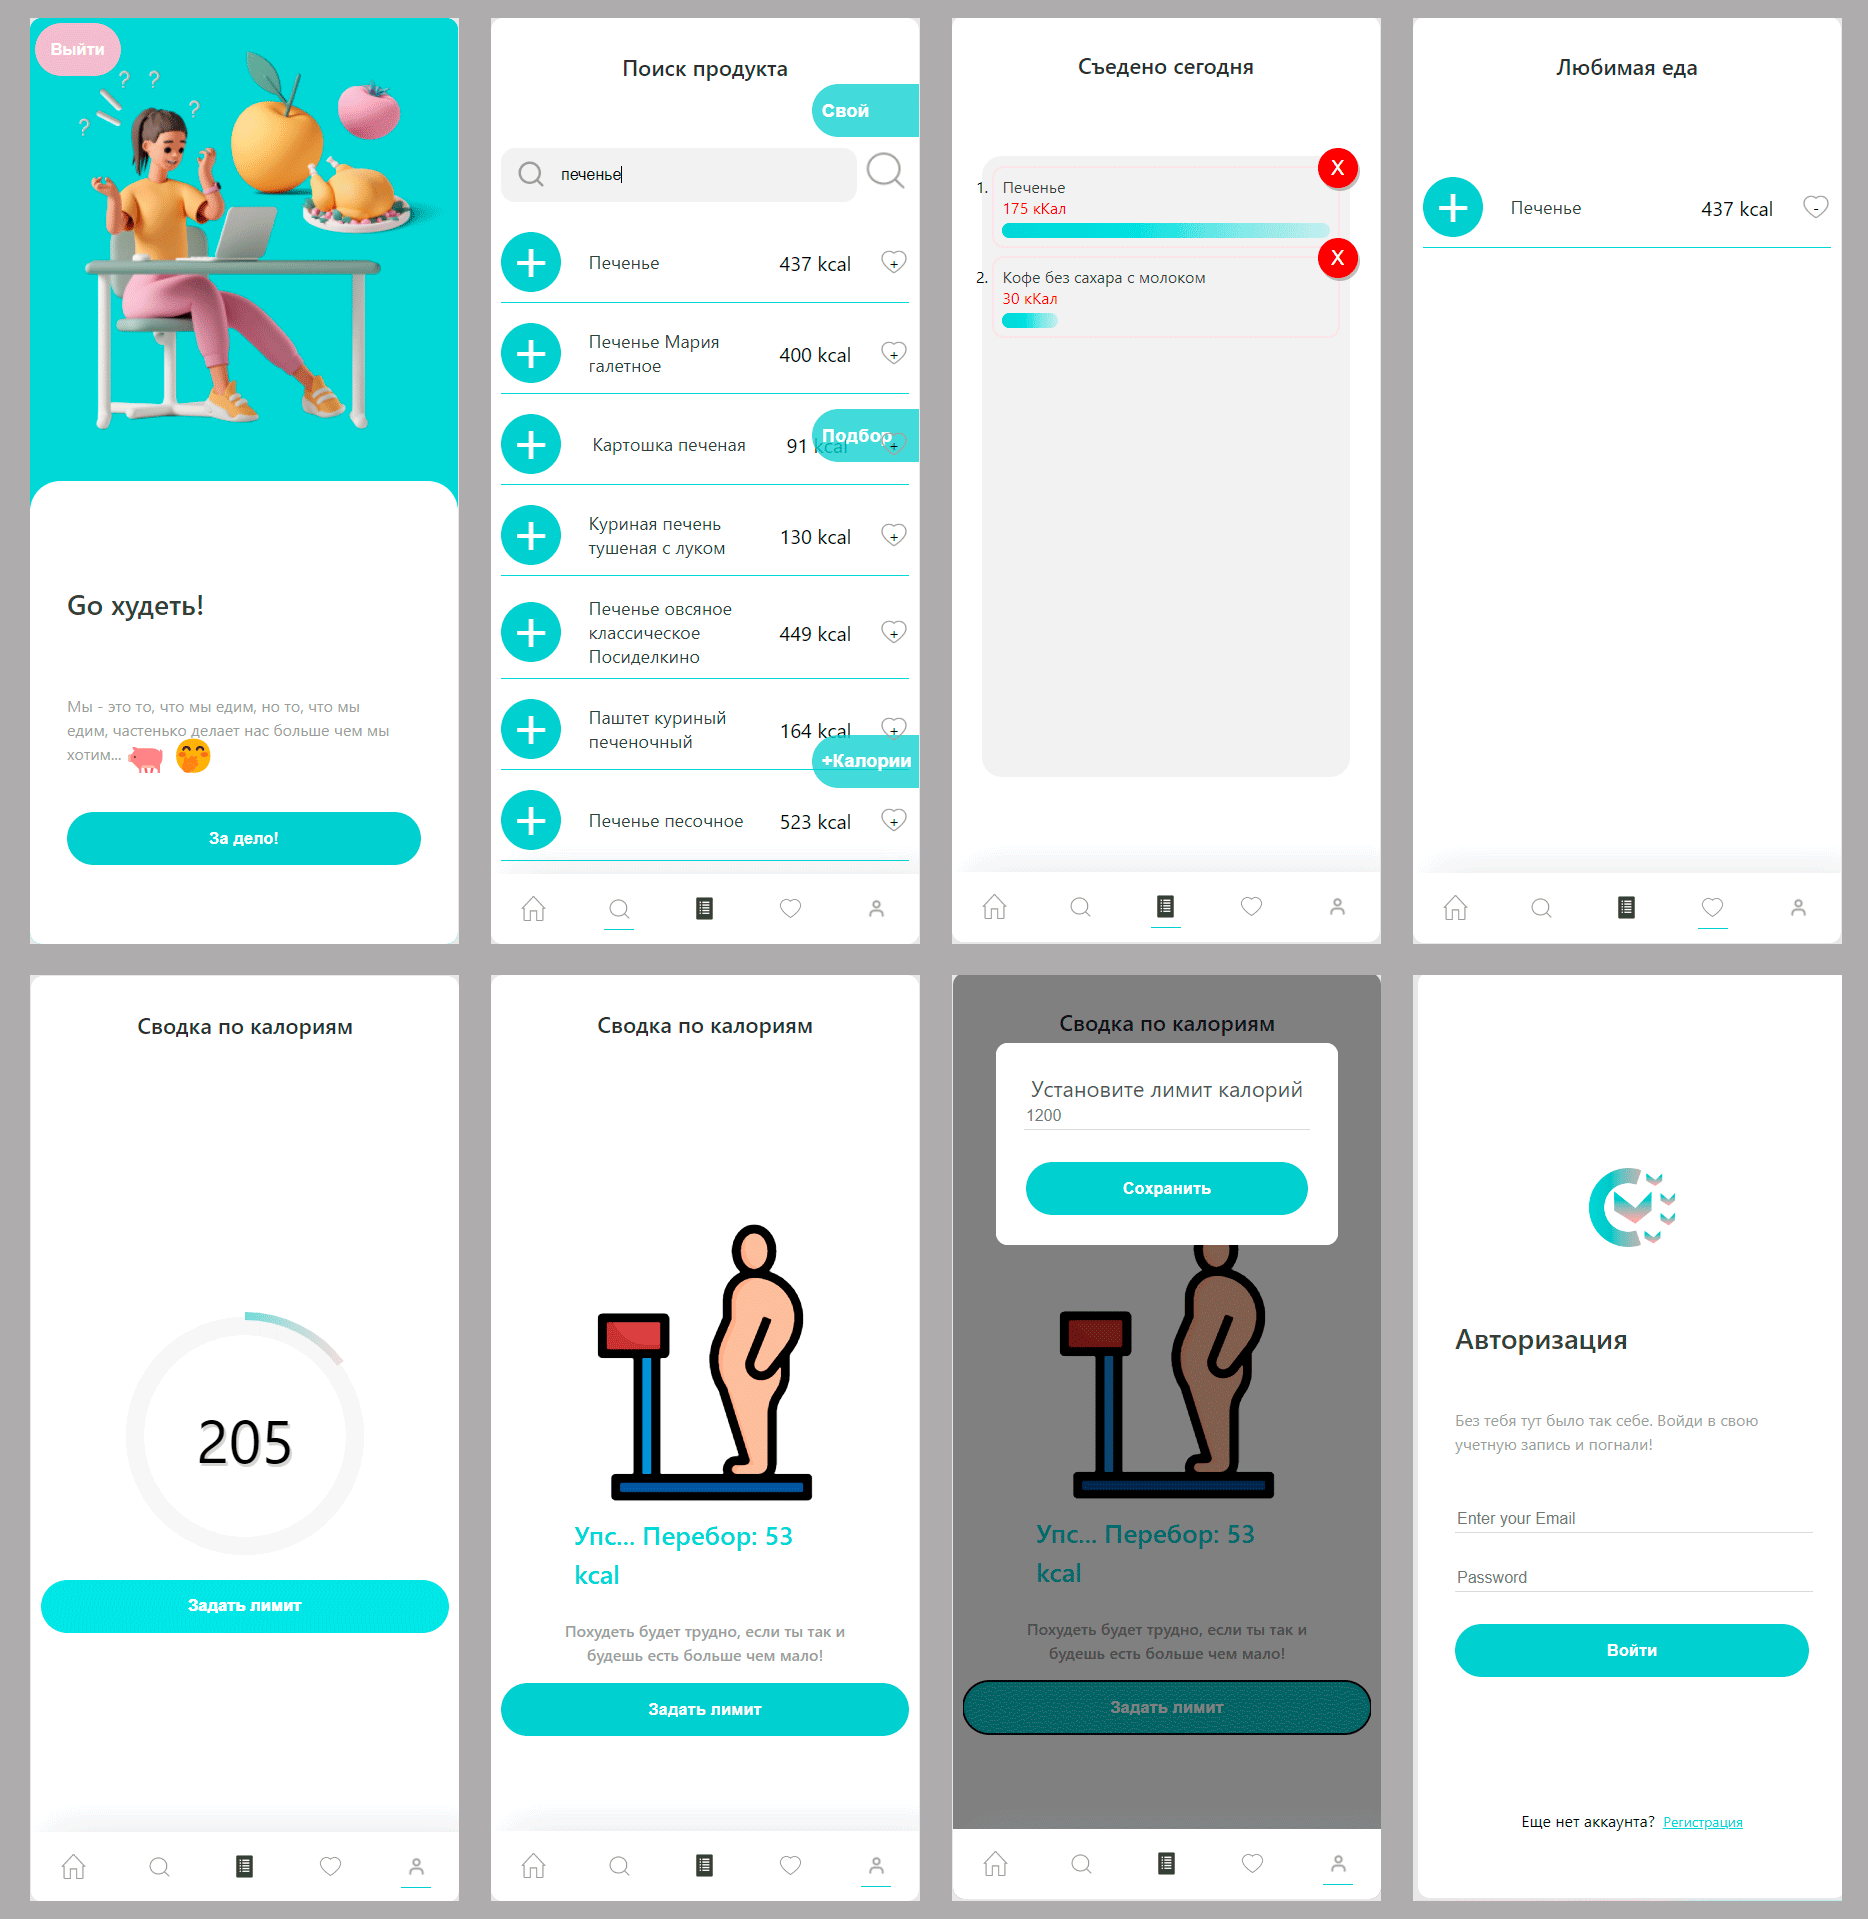 Выйти
? ?
?
?
Go худеть!
Мы - это то, что мы едим, но то, что мы
едим, частенько делает нас больше чем мы
хотим...
За дело!
Поиск продукта
Свой
печенье
+ Печенье 437 kcal +
+ Печенье Мария
галетное 400 kcal +
Подбор
+ Картошка печеная 91 kcal +
+ Куриная печень
тушеная с луком 130 kcal +
+ Печенье овсяное
классическое
Посиделкино 449 kcal +
+ Паштет куриный
печеночный 164 kcal +
+Калории
+ Печенье песочное 523 kcal +
Съедено сегодня
X
1. Печенье
175 кКал
X
2. Кофе без сахара с молоком
30 кКал
Любимая еда
+ Печенье 437 kcal -
Сводка по калориям
205
Задать лимит
Сводка по калориям
Упс... Перебор: 53
kcal
Похудеть будет трудно, если ты так и
будешь есть больше чем мало!
Задать лимит
Сводка по калориям
Установите лимит калорий
1200
Сохранить
Упс... Перебор: 53
kcal
Похудеть будет трудно, если ты так и
будешь есть больше чем мало!
Задать лимит
Авторизация
Без тебя тут было так себе. Войди в свою
учетную запись и погнали!
Enter your Email
Password
Войти
Еще нет аккаунта? Регистрация